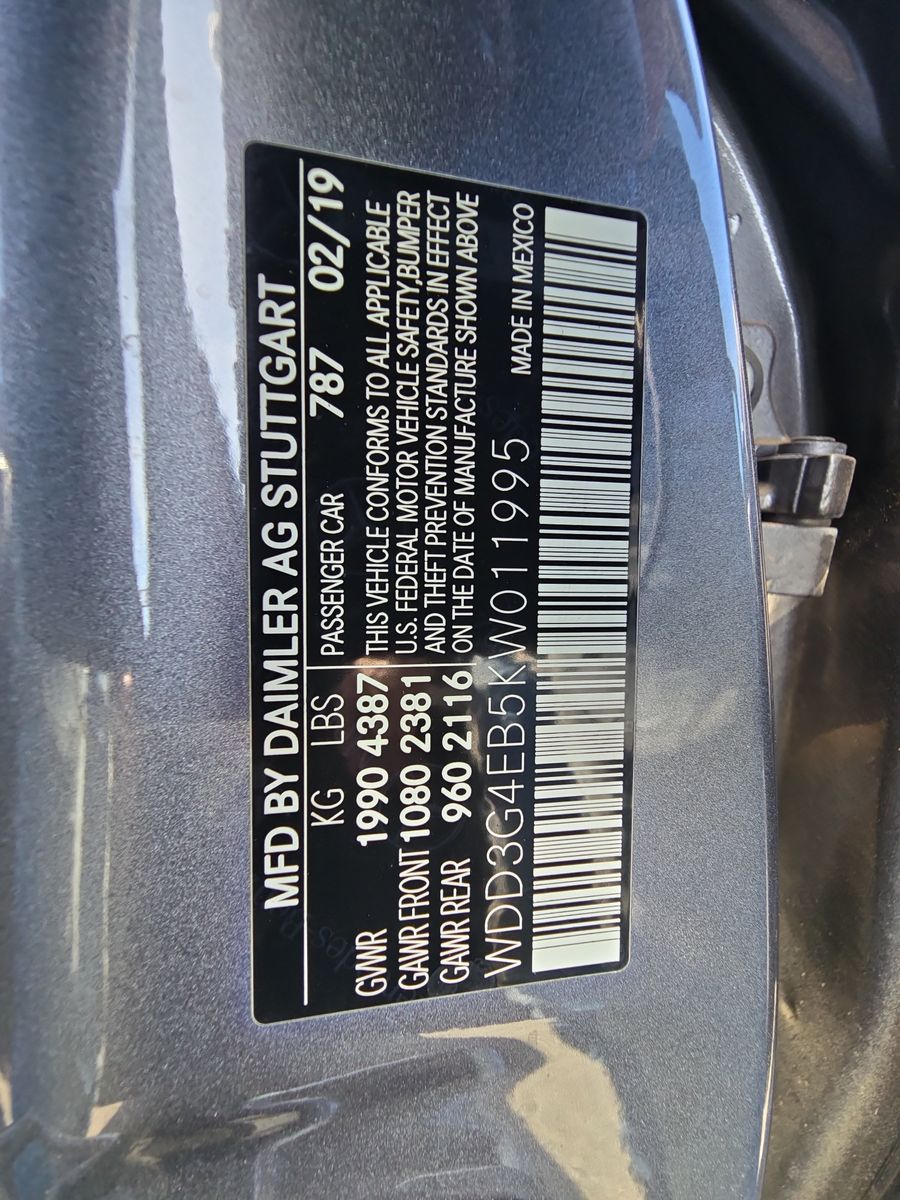 MFD BY DAIMLER AG STUTTGART
KG LBS PASSENGER CAR 787 02/19
GVWR 1990 4387 THIS VEHICLE CONFORMS TO ALL APPLICABLE
GAWR FRONT 1080 2381 U.S. FEDERAL MOTOR VEHICLE SAFETY,BUMPER
AND THEFT PREVENTION STANDARDS IN EFFECT
GAWR REAR 960 2116 ON THE DATE OF MANUFACTURE SHOWN ABOVE
WDD3G4EB5KW011995 MADE IN MEXICO